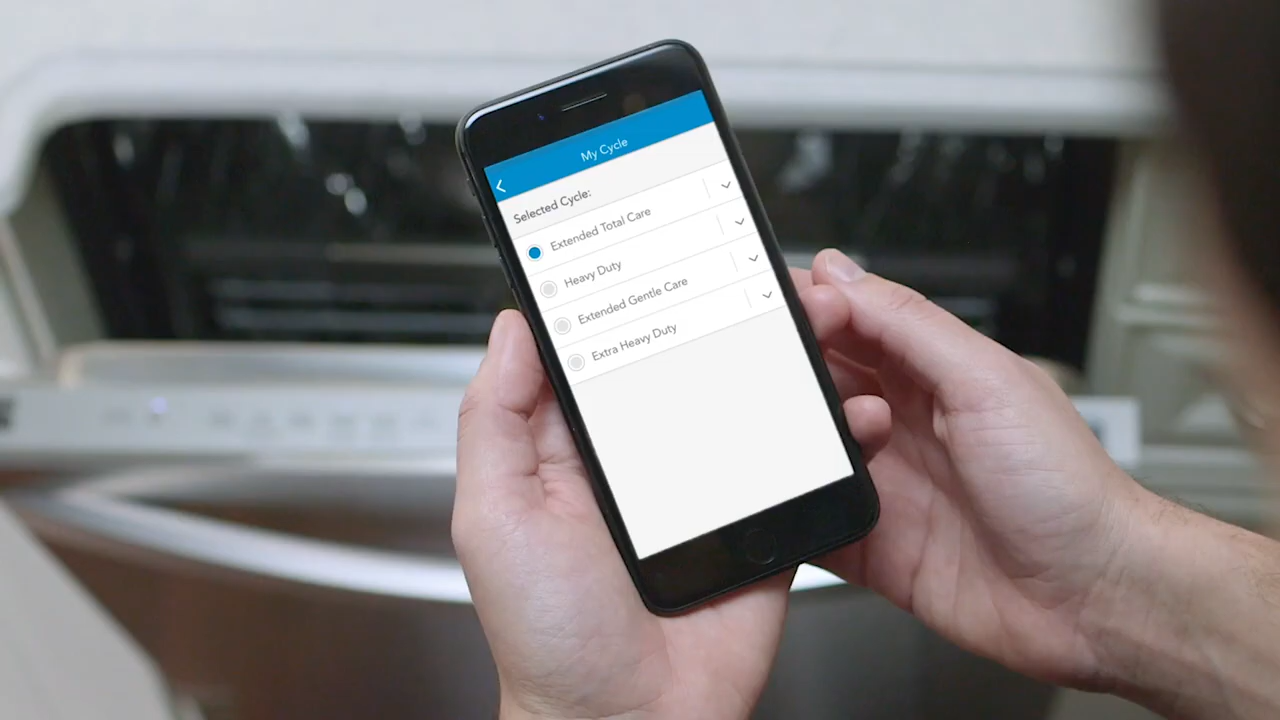 My Cycle
Selected Cycle:
Extended Total Care
Heavy Duty
Extended Gentle Care
Extra Heavy Duty